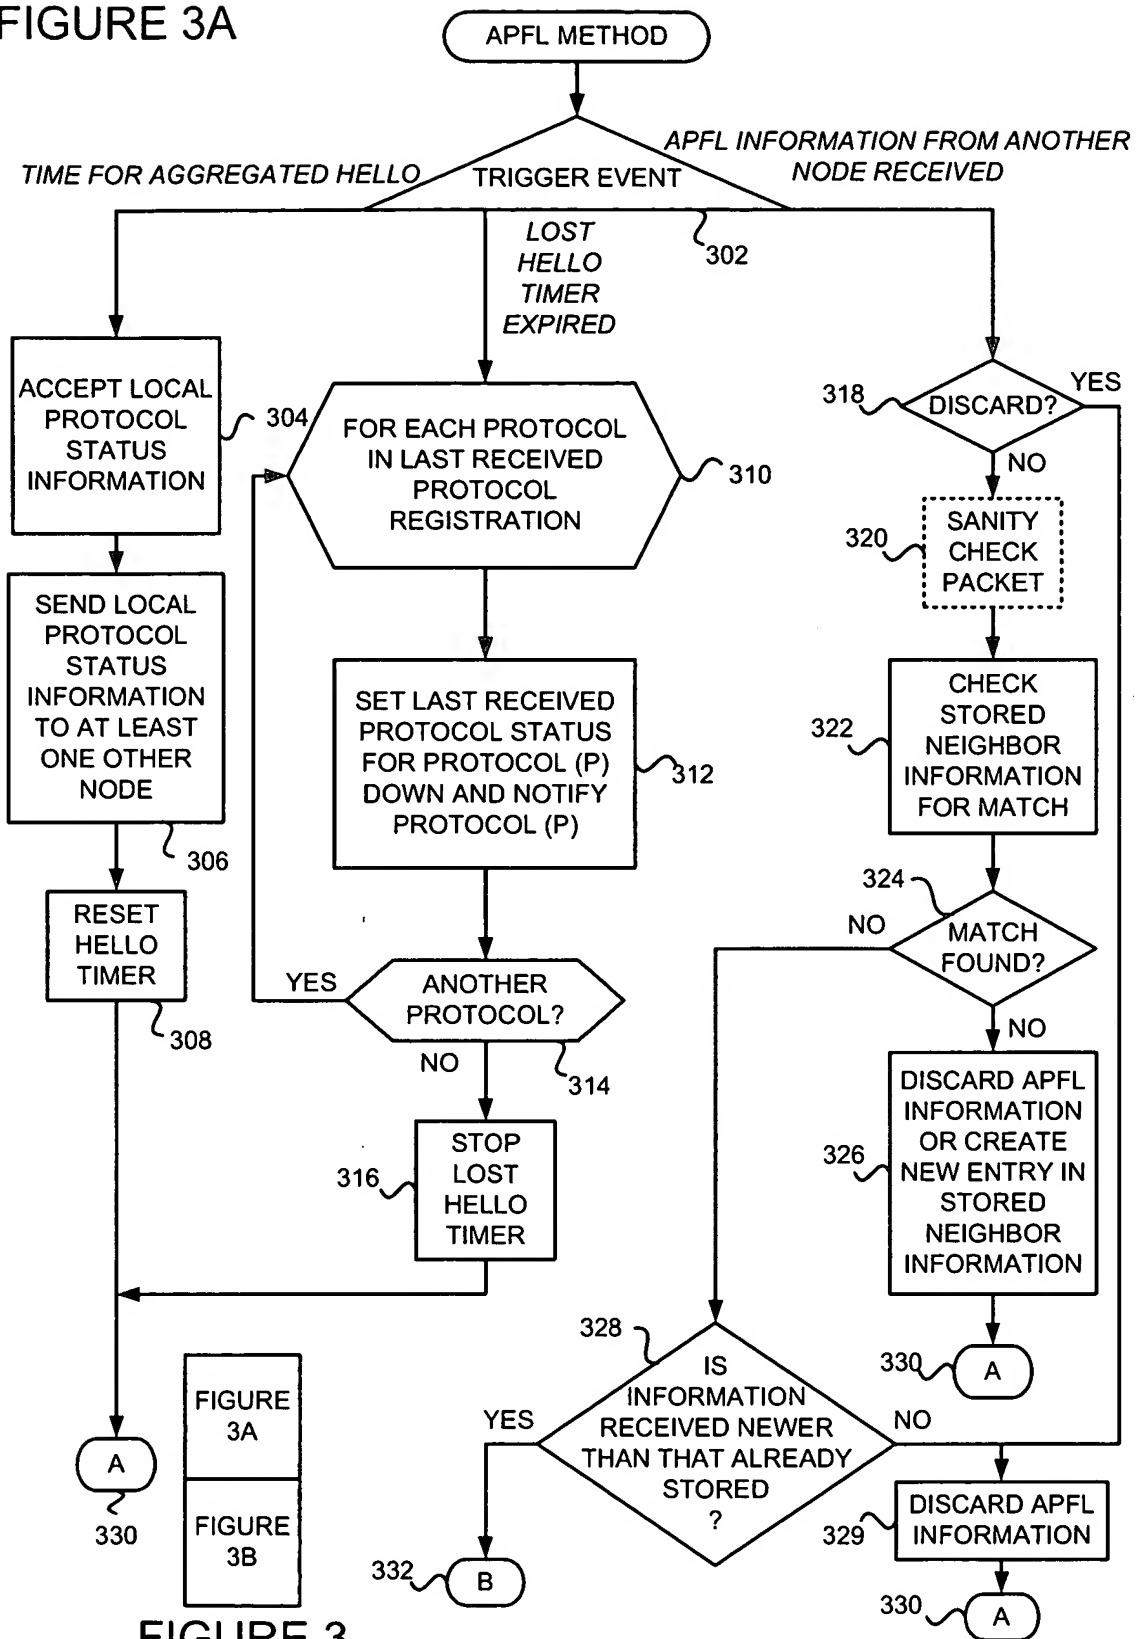 FIGURE 3A
APFL METHOD
TRIGGER EVENT
302
TIME FOR AGGREGATED HELLO
LOST
HELLO
TIMER
EXPIRED
APFL INFORMATION FROM ANOTHER
NODE RECEIVED
ACCEPT LOCAL
PROTOCOL
STATUS
INFORMATION
304
SEND LOCAL
PROTOCOL
STATUS
INFORMATION
TO AT LEAST
ONE OTHER
NODE
306
RESET
HELLO
TIMER
308
FOR EACH PROTOCOL
IN LAST RECEIVED
PROTOCOL
REGISTRATION
310
SET LAST RECEIVED
PROTOCOL STATUS
FOR PROTOCOL (P)
DOWN AND NOTIFY
PROTOCOL (P)
312
ANOTHER
PROTOCOL?
YES
NO
314
STOP
LOST
HELLO
TIMER
316
318
DISCARD?
YES
NO
320
SANITY
CHECK
PACKET
322
CHECK
STORED
NEIGHBOR
INFORMATION
FOR MATCH
324
MATCH
FOUND?
NO
NO
326
DISCARD APFL
INFORMATION
OR CREATE
NEW ENTRY IN
STORED
NEIGHBOR
INFORMATION
330
A
328
IS
INFORMATION
RECEIVED NEWER
THAN THAT ALREADY
STORED
?
YES
NO
329
DISCARD APFL
INFORMATION
330
A
332
B
A
330
FIGURE
3A
FIGURE
3B
FIGURE 3